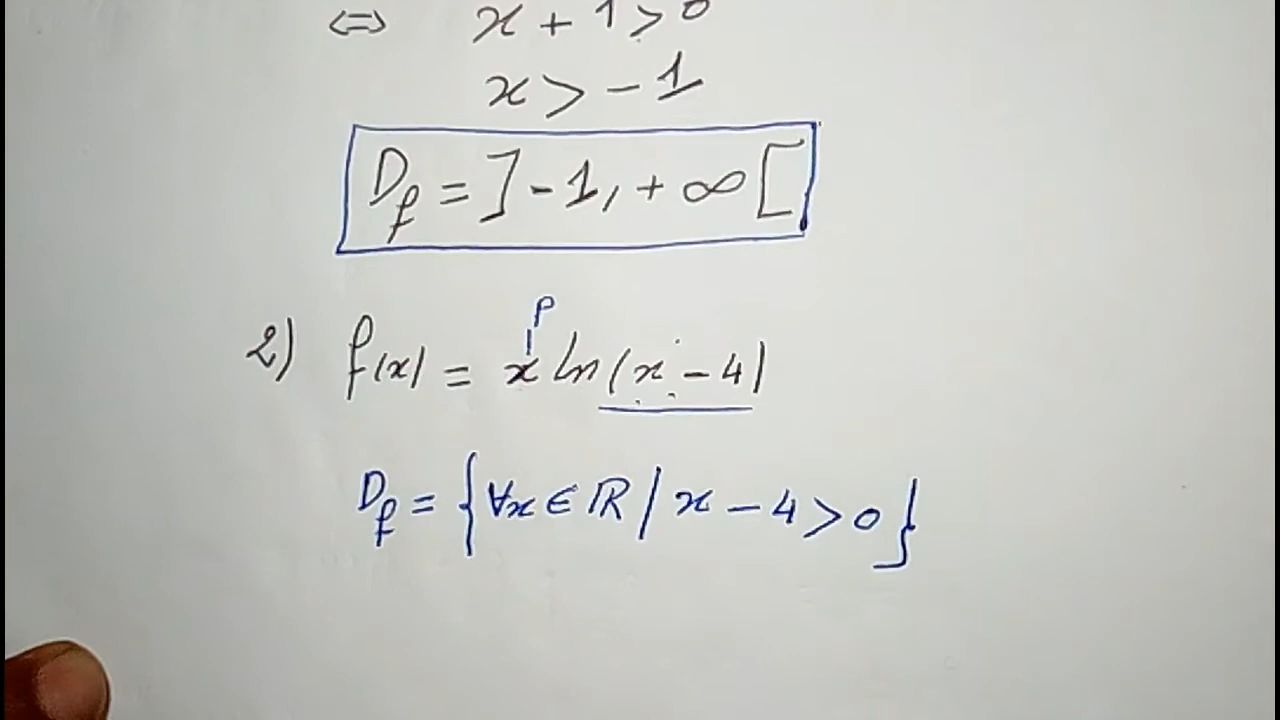 ⇔ x + 1 > 0
x > -1
D_f = ]-1, +∞[
P
2) f(x) = x ln(x - 4)
D_f = {∀x ∈ ℝ / x - 4 > 0}